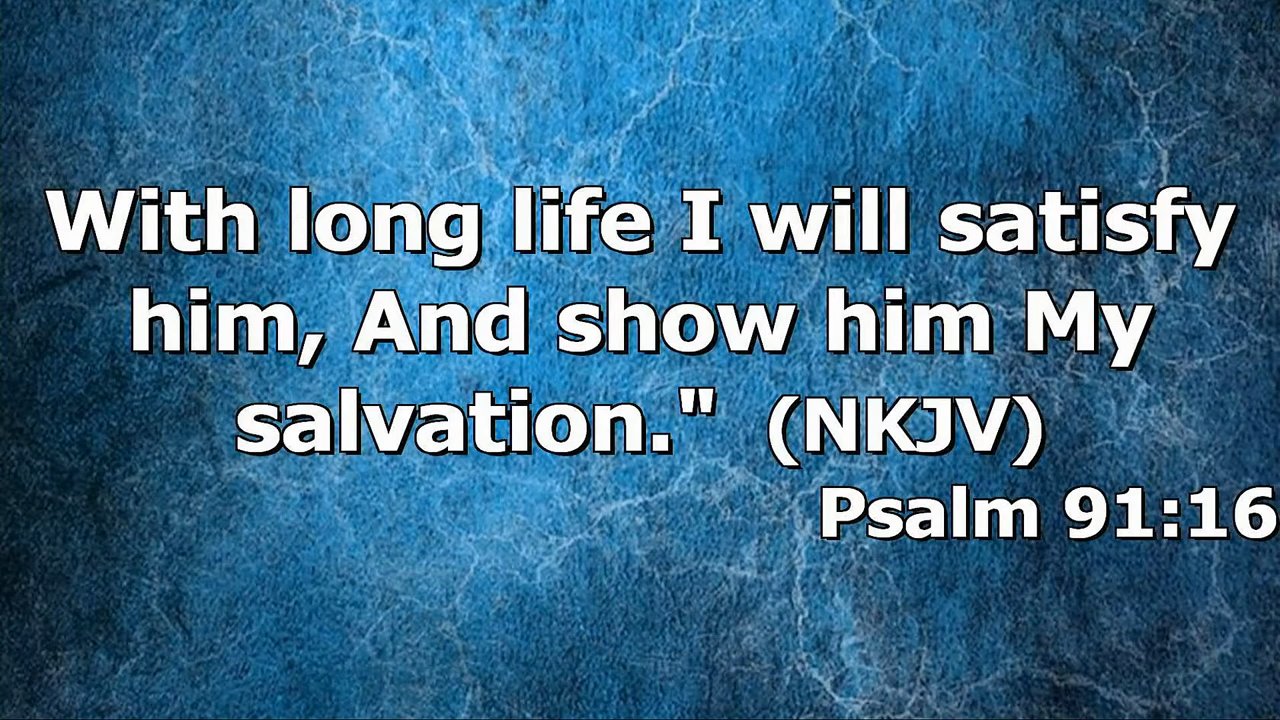 With long life I will satisfy
him, And show him My
salvation." (NKJV)
Psalm 91:16